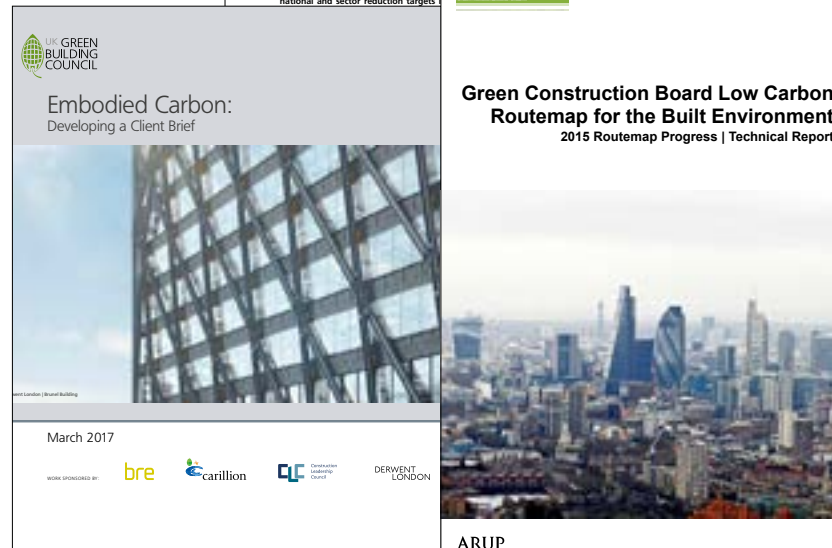 national and sector reduction targets
UK GREEN
BUILDING
COUNCIL
Embodied Carbon:
Developing a Client Brief
went London | Brunel Building
March 2017
WORK SPONSORED BY:
bre
carillion
CLC
Construction
Leadership
Council
DERWENT
LONDON
Green Construction Board Low Carbon
Routemap for the Built Environment
2015 Routemap Progress | Technical Report
ARUP